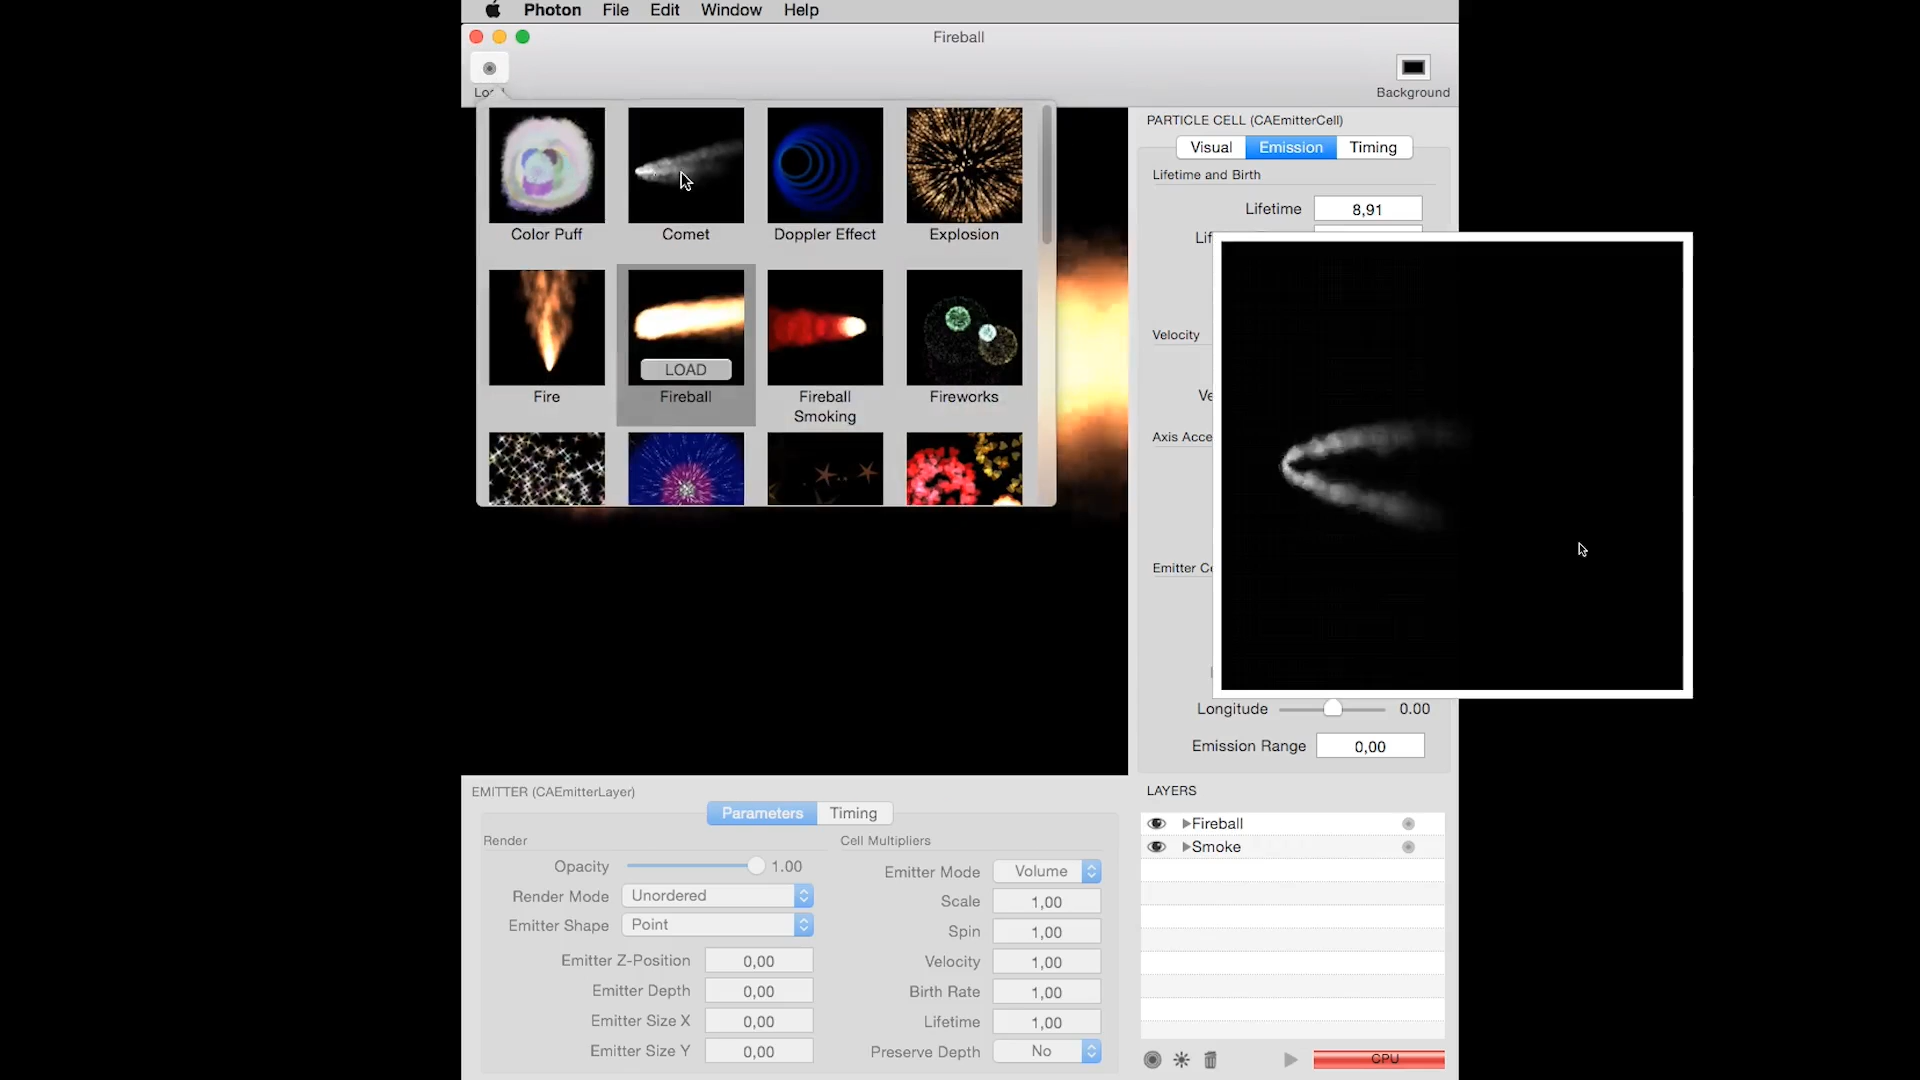 Photon File Edit Window Help
Fireball
Background
PARTICLE CELL (CAEmitterCell)
Visual Emission Timing
Lifetime and Birth
Lifetime 8,91
Color Puff Comet Doppler Effect Explosion
LOAD
Fire Fireball Fireball Smoking Fireworks
Velocity
Longitude 0.00
Emission Range 0,00
EMITTER (CAEmitterLayer)
Parameters Timing
Render
Opacity 1.00
Render Mode Unordered
Emitter Shape Point
Emitter Z-Position 0,00
Emitter Depth 0,00
Emitter Size X 0,00
Emitter Size Y 0,00
Cell Multipliers
Emitter Mode Volume
Scale 1,00
Spin 1,00
Velocity 1,00
Birth Rate 1,00
Lifetime 1,00
Preserve Depth No
LAYERS
Fireball
Smoke
CPU